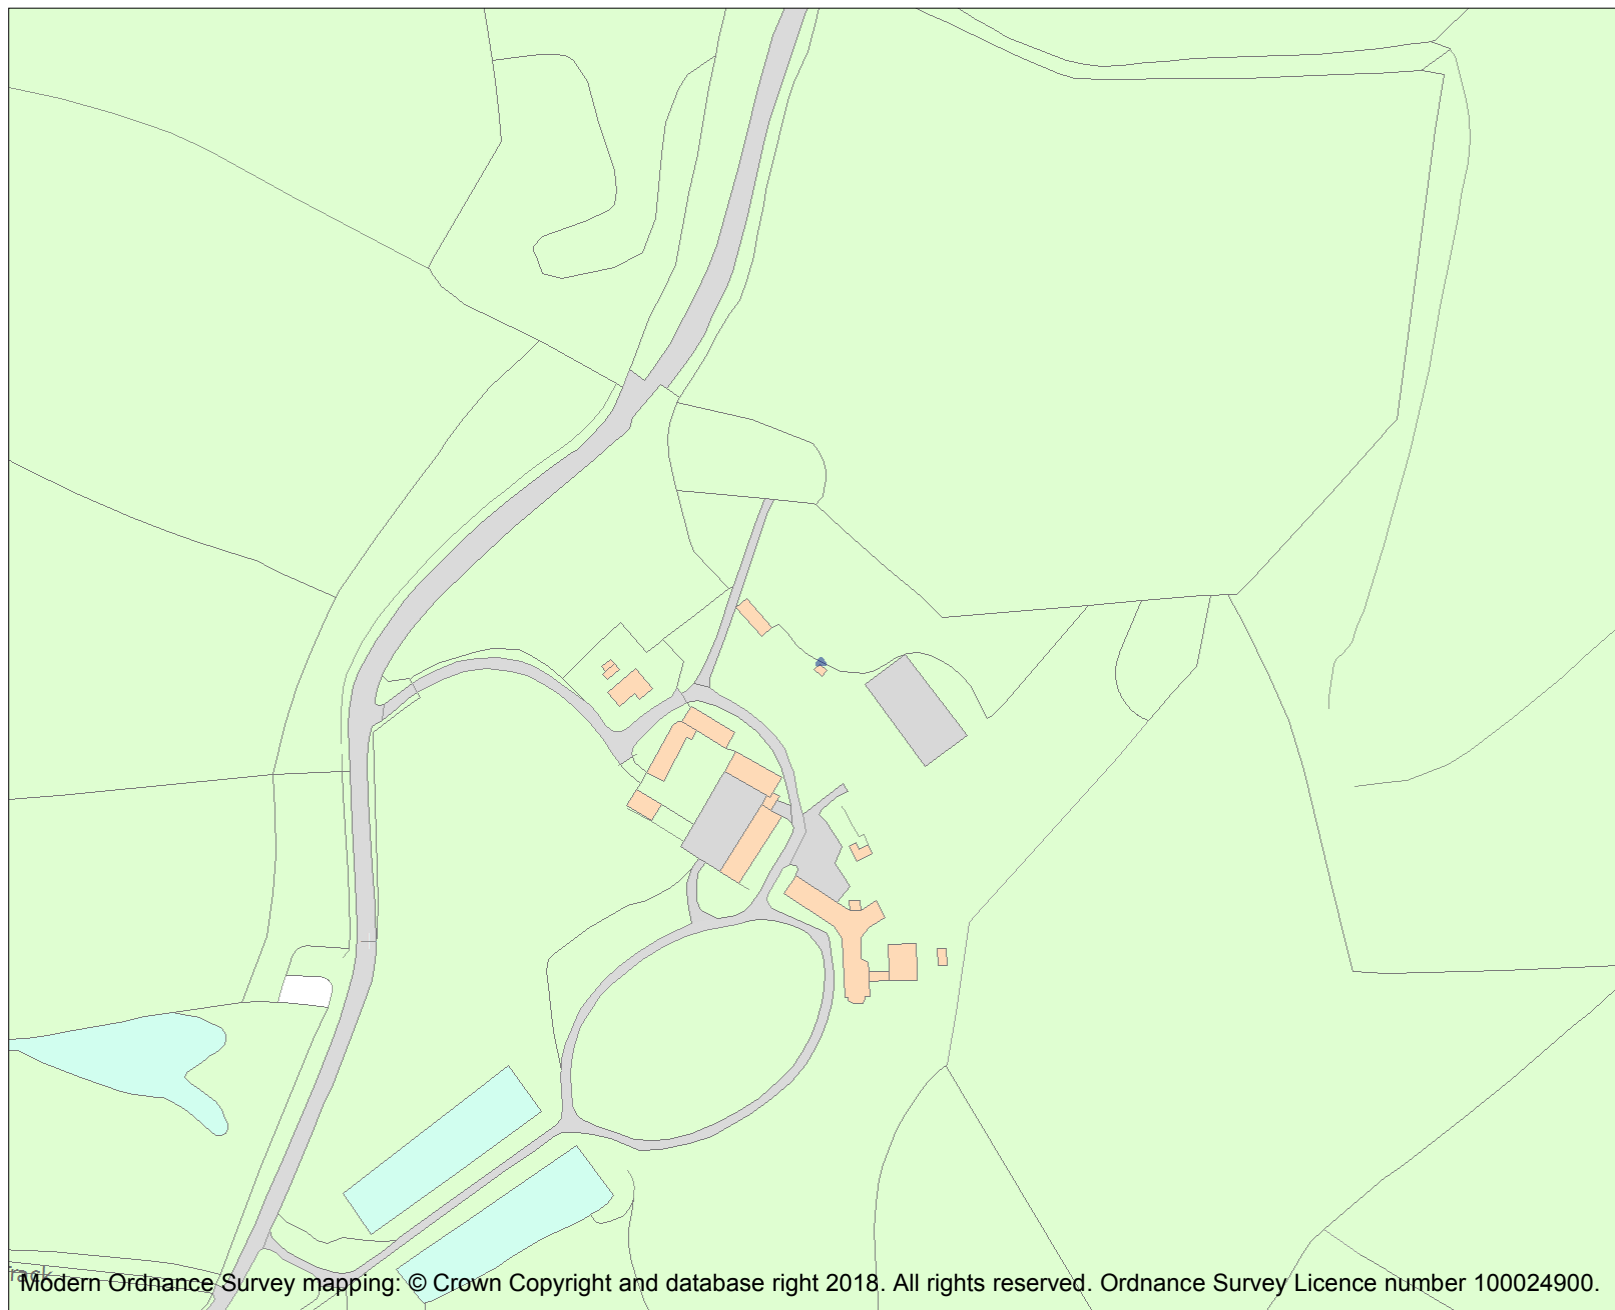 Modern Ordnance Survey mapping: © Crown Copyright and database right 2018. All rights reserved. Ordnance Survey Licence number 100024900.